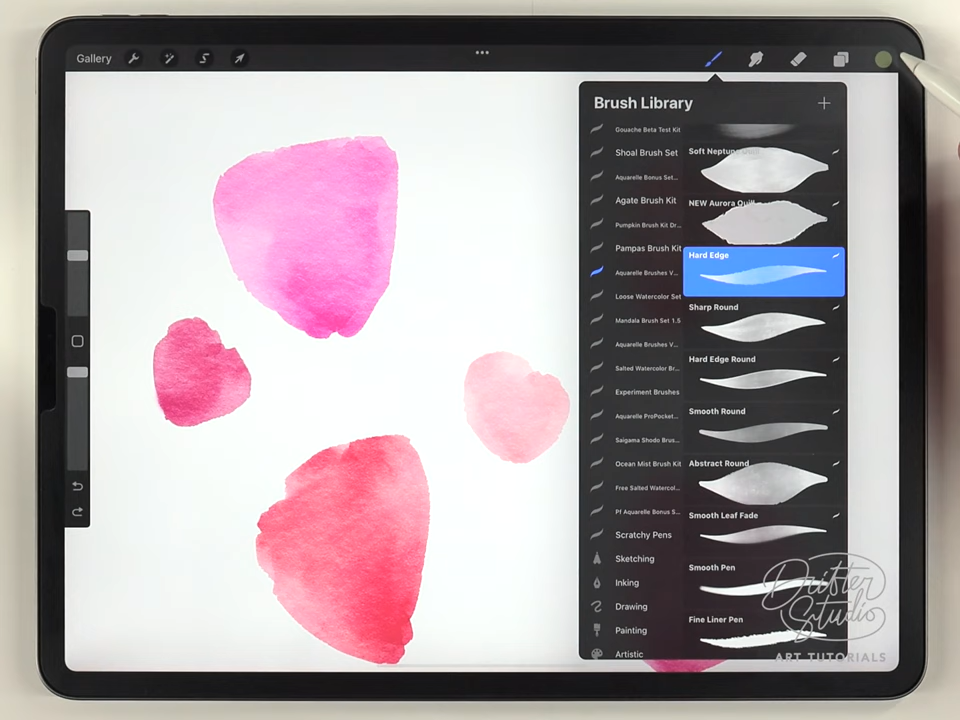 Gallery
Brush Library
Gouache Beta Test Kit
Shoal Brush Set
Aquarelle Bonus Set...
Agate Brush Kit
Pumpkin Brush Kit Dr...
Pampas Brush Kit
Aquarelle Brushes V...
Loose Watercolor Set
Mandala Brush Set 1.5
Aquarelle Brushes V...
Salted Watercolor Br...
Experiment Brushes
Aquarelle ProPocket...
Saigama Shodo Brus...
Ocean Mist Brush Kit
Free Salted Watercol...
Pf Aquarelle Bonus S...
Scratchy Pens
Sketching
Inking
Drawing
Painting
Artistic
NEW Aurora Quill
Hard Edge
Sharp Round
Hard Edge Round
Smooth Round
Abstract Round
Smooth Leaf Fade
Smooth Pen
Fine Liner Pen
Drifter
Studio
ART TUTORIALS